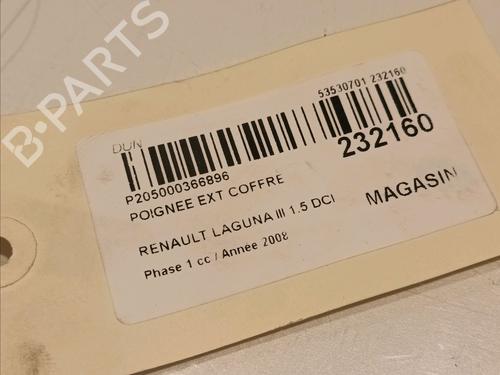 B-PARTS
DUN
53530701 232160
P205000366896
232160
POIGNEE EXT COFFRE
RENAULT LAGUNA III 1.5 DCI
MAGASIN
Phase 1 cc / Année 2008